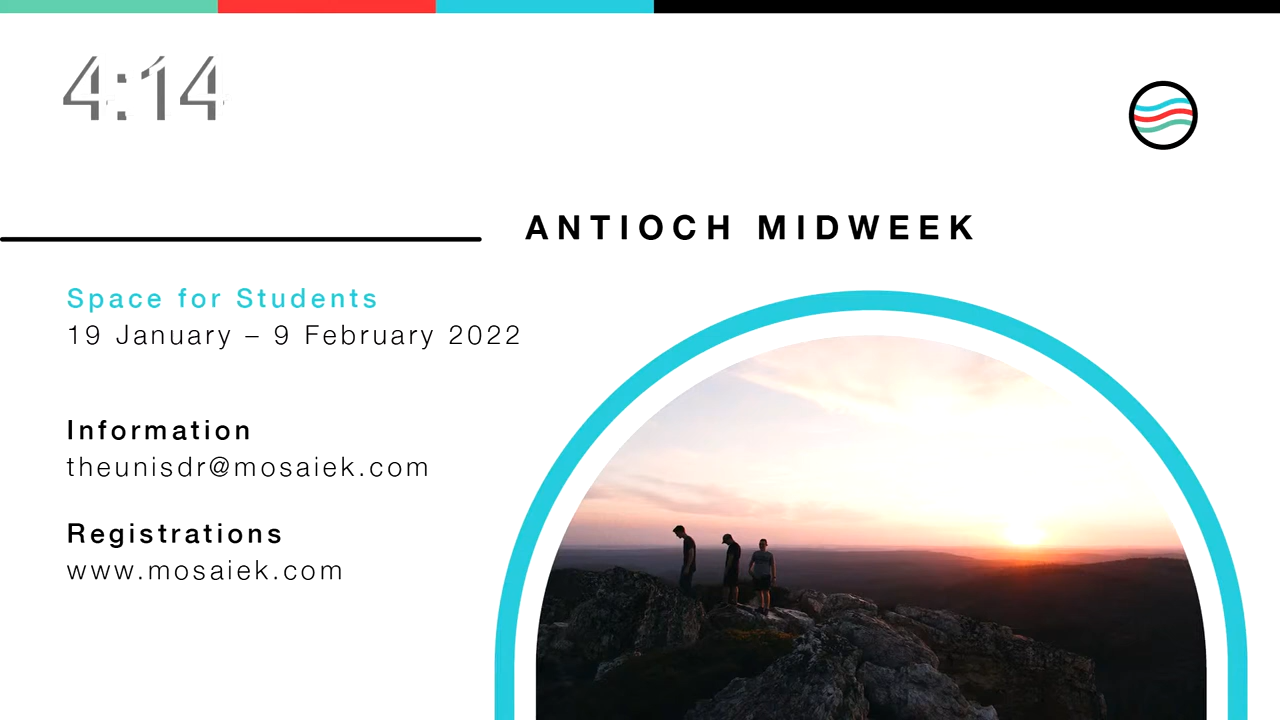 4:14
ANTIOCH MIDWEEK
Space for Students
19 January – 9 February 2022
Information
theunisdr@mosaiek.com
Registrations
www.mosaiek.com